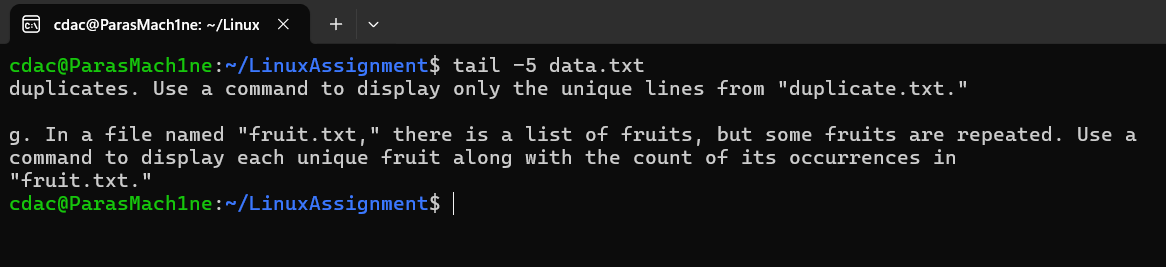 cdac@ParasMach1ne: ~/Linux
cdac@ParasMach1ne:~/LinuxAssignment$ tail -5 data.txt
duplicates. Use a command to display only the unique lines from "duplicate.txt."
g. In a file named "fruit.txt," there is a list of fruits, but some fruits are repeated. Use a
command to display each unique fruit along with the count of its occurrences in
"fruit.txt."
cdac@ParasMach1ne:~/LinuxAssignment$